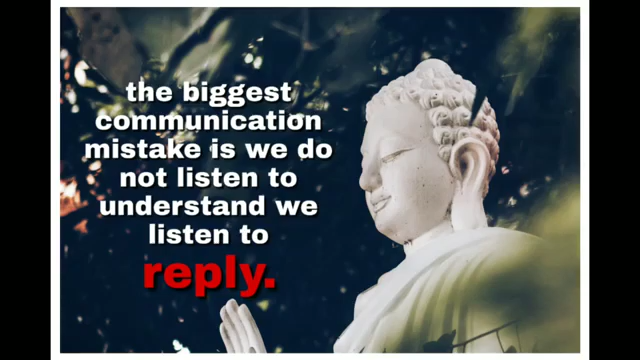 the biggest
communication
mistake is we do
not listen to
understand we
listen to
reply.